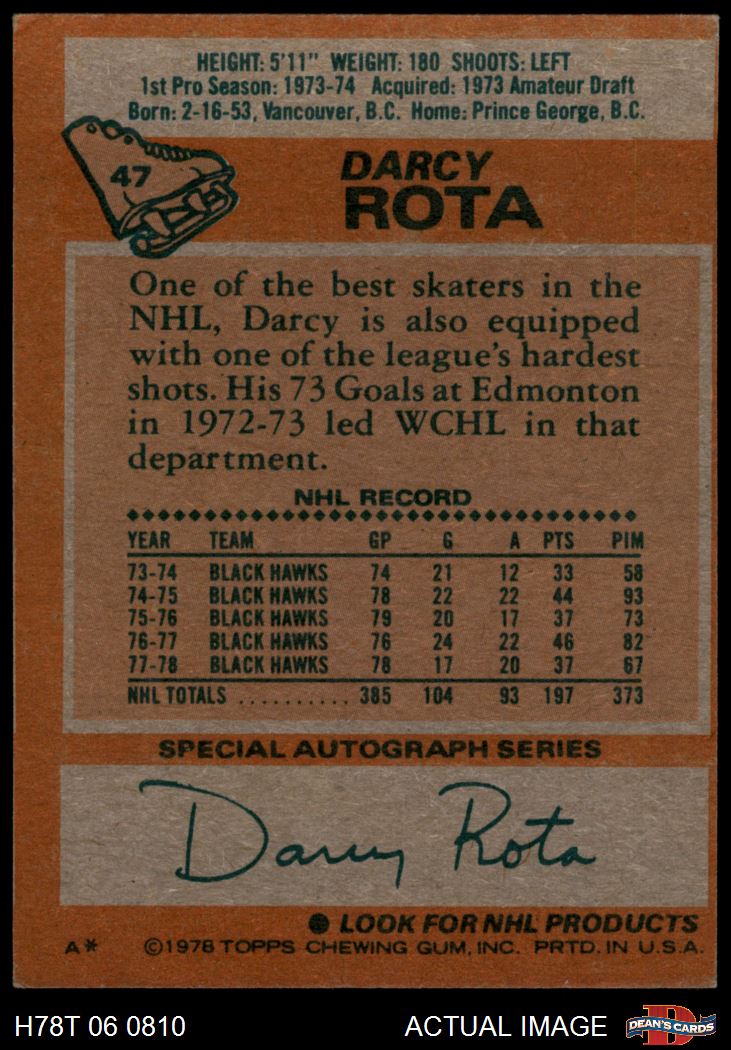 HEIGHT: 5'11" WEIGHT: 180 SHOOTS: LEFT
1st Pro Season: 1973-74 Acquired: 1973 Amateur Draft
Born: 2-16-53, Vancouver, B.C. Home: Prince George, B.C.
47
DARCY
ROTA
One of the best skaters in the
NHL, Darcy is also equipped
with one of the league's hardest
shots. His 73 Goals at Edmonton
in 1972-73 led WCHL in that
department.
NHL RECORD
YEAR TEAM GP G A PTS PIM
73-74 BLACK HAWKS 74 21 12 33 58
74-75 BLACK HAWKS 78 22 22 44 93
75-76 BLACK HAWKS 79 20 17 37 73
76-77 BLACK HAWKS 76 24 22 46 82
77-78 BLACK HAWKS 78 17 20 37 67
NHL TOTALS .......... 385 104 93 197 373
SPECIAL AUTOGRAPH SERIES
Darcy Rota
● LOOK FOR NHL PRODUCTS
A* ©1978 TOPPS CHEWING GUM, INC. PRTD. IN U.S.A.
H78T 06 0810 ACTUAL IMAGE DEAN'S CARDS